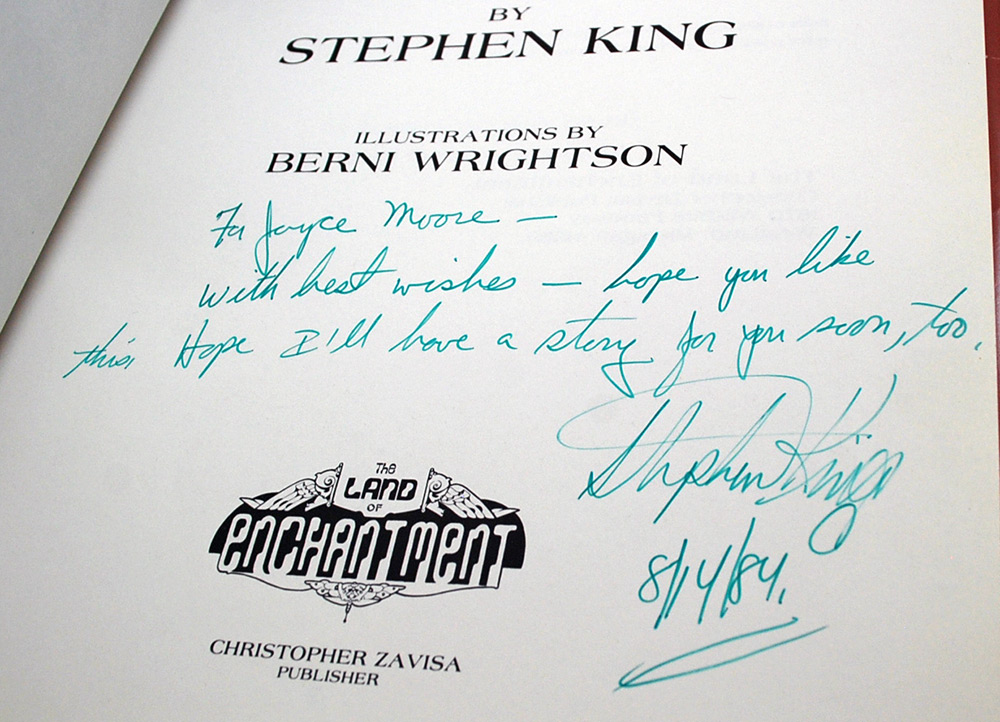 BY
STEPHEN KING
ILLUSTRATIONS BY
BERNI WRIGHTSON
For Joyce Moore —
with best wishes — hope you like
this. Hope I'll have a story for you soon, too.
Stephen King
8/14/84.
The
LAND
OF
ENCHANTMENT
CHRISTOPHER ZAVISA
PUBLISHER